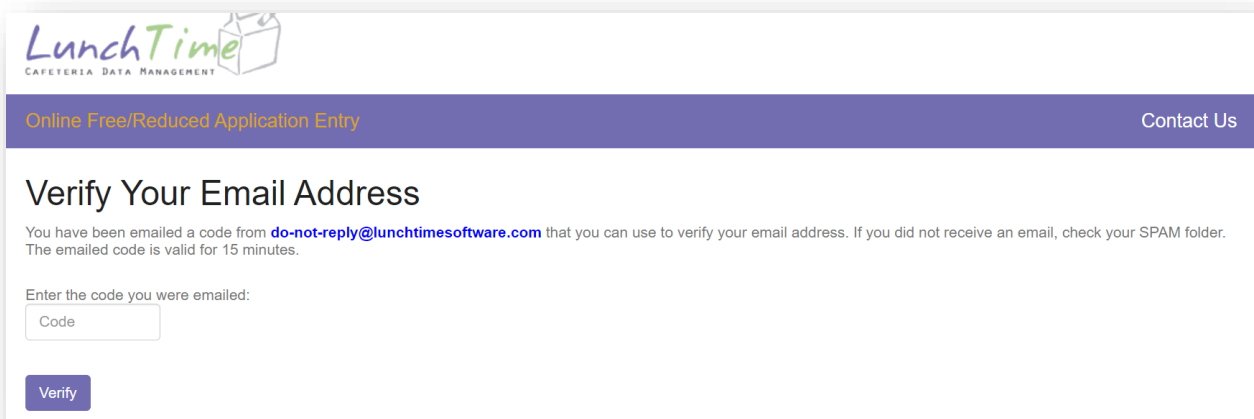 LunchTime
CAFETERIA DATA MANAGEMENT
Online Free/Reduced Application Entry
Contact Us
Verify Your Email Address
You have been emailed a code from do-not-reply@lunchtimesoftware.com that you can use to verify your email address. If you did not receive an email, check your SPAM folder.
The emailed code is valid for 15 minutes.
Enter the code you were emailed:
Code
Verify